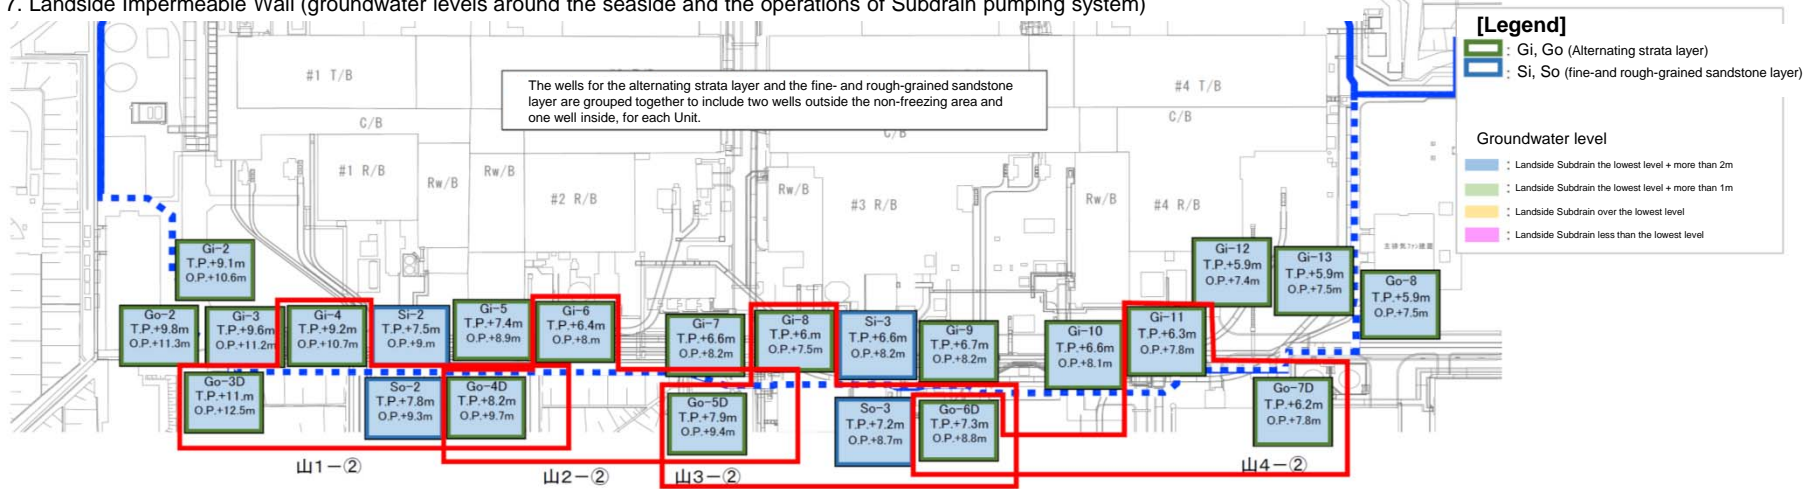 7. Landside Impermeable Wall (groundwater levels around the seaside and the operations of Subdrain pumping system)
[Legend]
: Gi, Go (Alternating strata layer)
: Si, So (fine-and rough-grained sandstone layer)
Groundwater level
: Landside Subdrain the lowest level + more than 2m
: Landside Subdrain the lowest level + more than 1m
: Landside Subdrain over the lowest level
: Landside Subdrain less than the lowest level
The wells for the alternating strata layer and the fine- and rough-grained sandstone
layer are grouped together to include two wells outside the non-freezing area and
one well inside, for each Unit.
#1 T/B
#4 T/B
C/B
C/B
C/B
#1 R/B
Rw/B
Rw/B
#2 R/B
Rw/B
#3 R/B
Rw/B
#4 R/B
主排気ファン装置
Gi-2
T.P.+9.1m
O.P.+10.6m
Gi-12
T.P.+5.9m
O.P.+7.4m
Gi-13
T.P.+5.9m
O.P.+7.5m
Go-8
T.P.+5.9m
O.P.+7.5m
Go-2
T.P.+9.8m
O.P.+11.3m
Gi-3
T.P.+9.6m
O.P.+11.2m
Gi-4
T.P.+9.2m
O.P.+10.7m
Si-2
T.P.+7.5m
O.P.+9.m
Gi-5
T.P.+7.4m
O.P.+8.9m
Gi-6
T.P.+6.4m
O.P.+8.m
Gi-7
T.P.+6.6m
O.P.+8.2m
Gi-8
T.P.+6.m
O.P.+7.5m
Si-3
T.P.+6.6m
O.P.+8.2m
Gi-9
T.P.+6.7m
O.P.+8.2m
Gi-10
T.P.+6.6m
O.P.+8.1m
Gi-11
T.P.+6.3m
O.P.+7.8m
Go-3D
T.P.+11.m
O.P.+12.5m
So-2
T.P.+7.8m
O.P.+9.3m
Go-4D
T.P.+8.2m
O.P.+9.7m
Go-5D
T.P.+7.9m
O.P.+9.4m
So-3
T.P.+7.2m
O.P.+8.7m
Go-6D
T.P.+7.3m
O.P.+8.8m
Go-7D
T.P.+6.2m
O.P.+7.8m
山1-②
山2-②
山3-②
山4-②